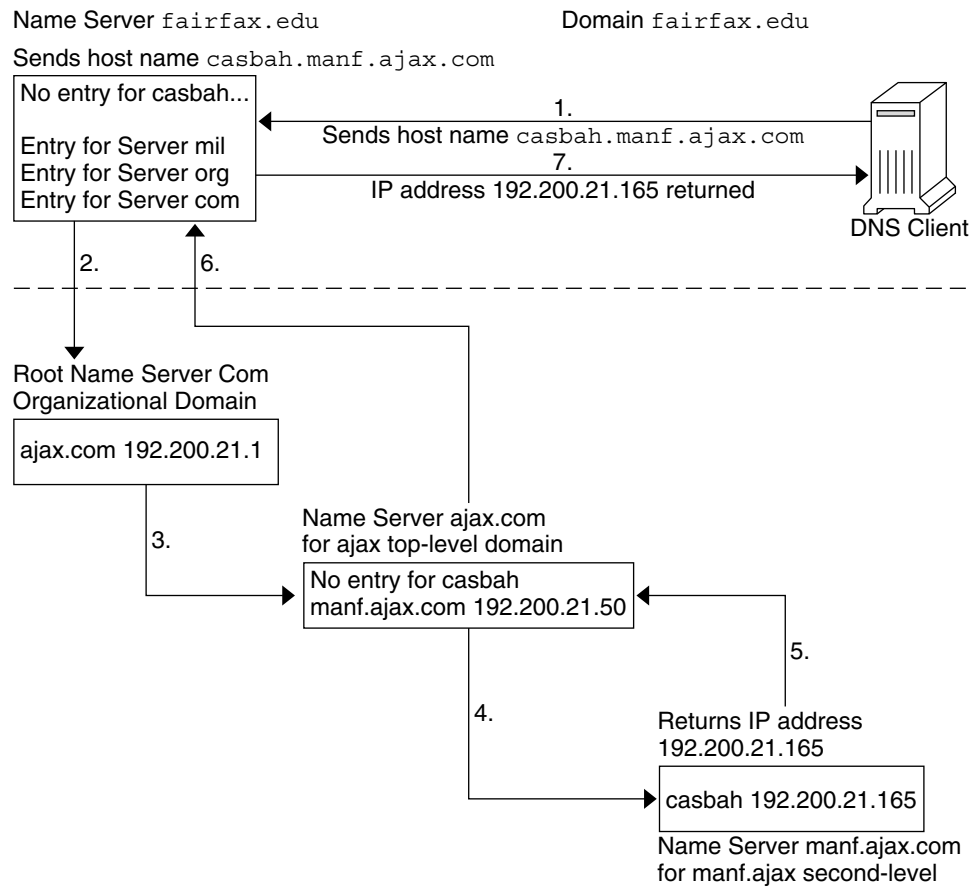 Name Server fairfax.edu
Domain fairfax.edu
Sends host name casbah.manf.ajax.com
No entry for casbah...
Entry for Server mil
Entry for Server org
Entry for Server com
1.
Sends host name casbah.manf.ajax.com
7.
IP address 192.200.21.165 returned
DNS Client
2.
6.
Root Name Server Com
Organizational Domain
ajax.com 192.200.21.1
3.
Name Server ajax.com
for ajax top-level domain
No entry for casbah
manf.ajax.com 192.200.21.50
4.
5.
Returns IP address
192.200.21.165
casbah 192.200.21.165
Name Server manf.ajax.com
for manf.ajax second-level